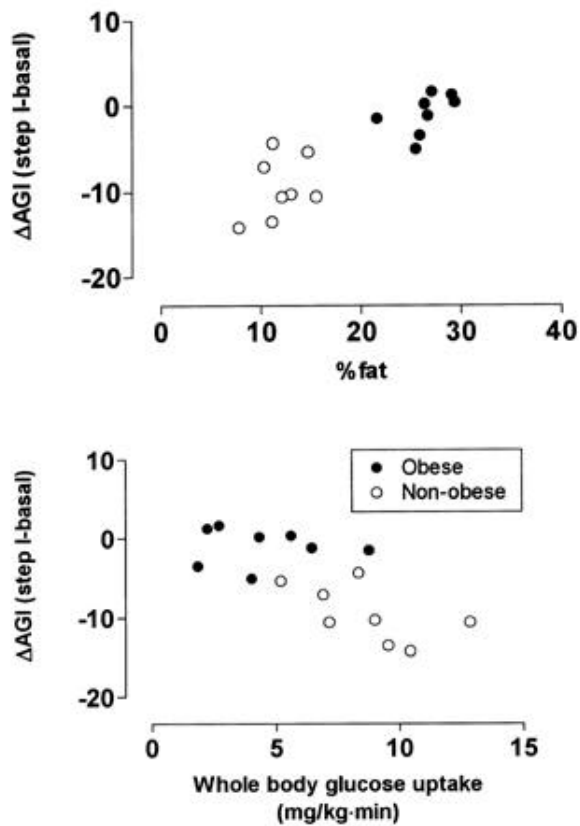 10
0
-10
-20
ΔAGI (step I-basal)
0 10 20 30 40
%fat
Obese
Non-obese
10
0
-10
-20
ΔAGI (step I-basal)
0 5 10 15
Whole body glucose uptake
(mg/kg·min)